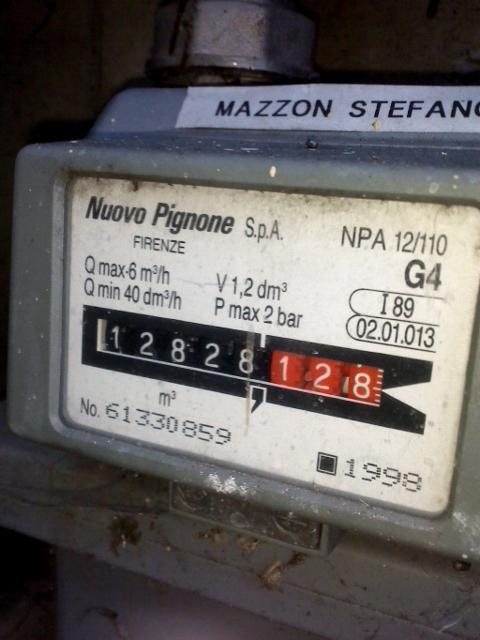 MAZZON STEFANO
Nuovo Pignone S.p.A.
FIRENZE
NPA 12/110
G4
Q max 6 m³/h
Q min 40 dm³/h
V 1,2 dm³
P max 2 bar
I 89
02.01.013
12828,128
m³
No. 61330859
1998